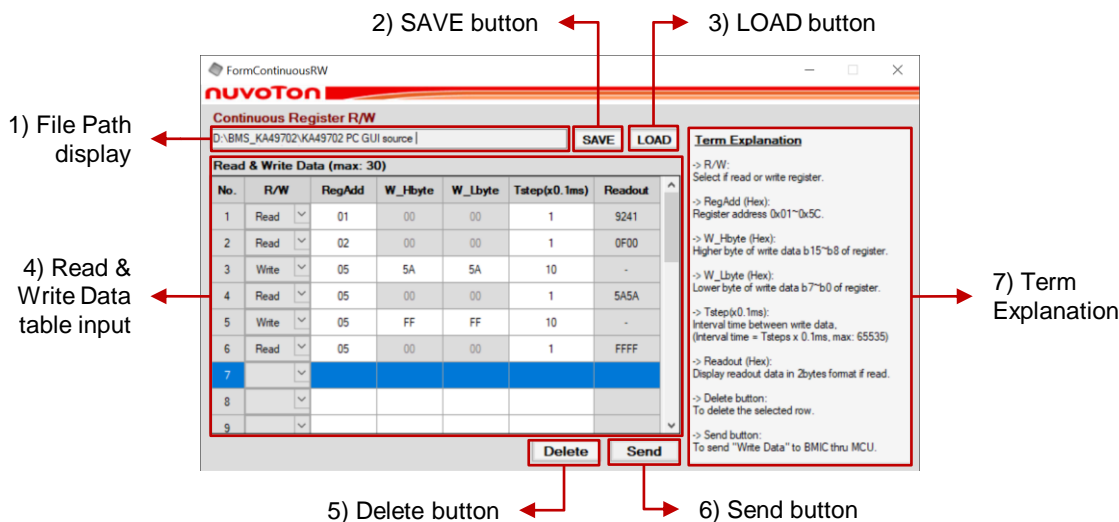 2) SAVE button
3) LOAD button
FormContinuousRW
nuvoTon
Continuous Register R/W
1) File Path
display
D:\BMS_KA49702\KA49702 PC GUI source
SAVE LOAD
Read & Write Data (max: 30)
No. R/W RegAdd W_Hbyte W_Lbyte Tstep(x0.1ms) Readout
1 Read 01 00 00 1 9241
2 Read 02 00 00 1 0F00
3 Write 05 5A 5A 10 -
4 Read 05 00 00 1 5A5A
5 Write 05 FF FF 10 -
6 Read 05 00 00 1 FFFF
7
8
9
4) Read &
Write Data
table input
Delete Send
Term Explanation
-> R/W:
Select if read or write register.
-> RegAdd (Hex):
Register address 0x01~0x5C.
-> W_Hbyte (Hex):
Higher byte of write data b15~b8 of register.
-> W_Lbyte (Hex):
Lower byte of write data b7~b0 of register.
-> Tstep(x0.1ms):
Interval time between write data,
(Interval time = Tsteps x 0.1ms, max: 65535)
-> Readout (Hex):
Display readout data in 2bytes format if read.
-> Delete button:
To delete the selected row.
-> Send button:
To send "Write Data" to BMIC thru MCU.
7) Term
Explanation
5) Delete button
6) Send button